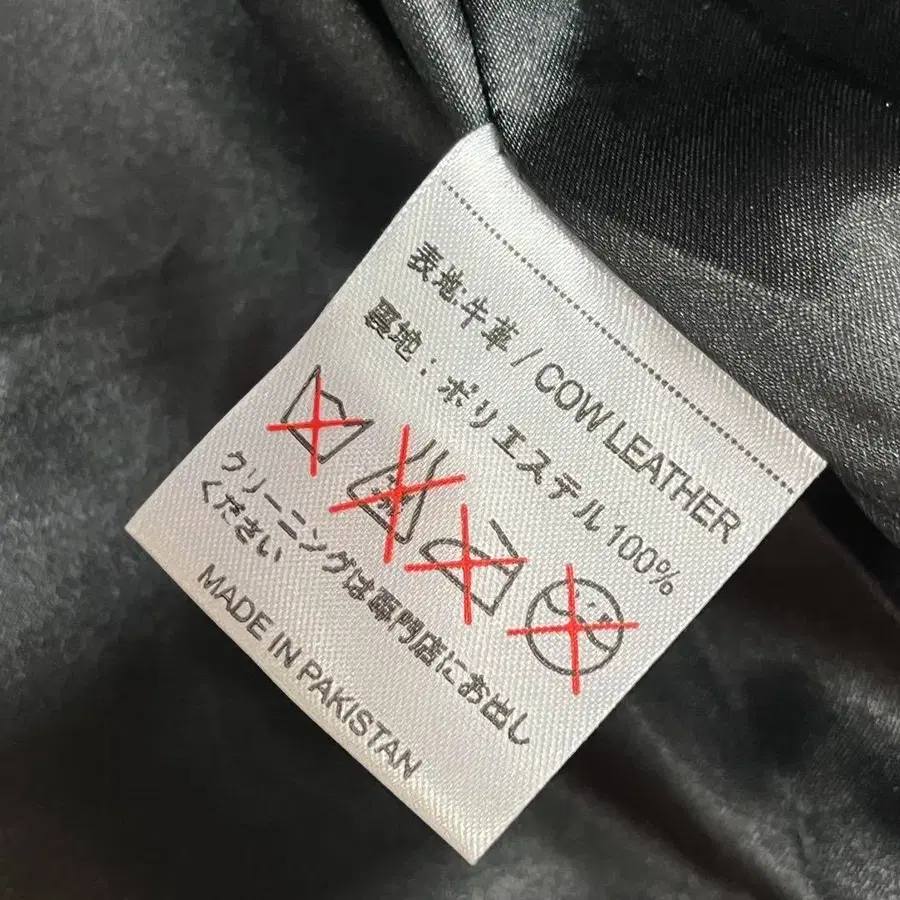 表地:牛革 / COW LEATHER
裏地:ポリエステル100%
クリーニングは専門店にお出し
ください
MADE IN PAKISTAN